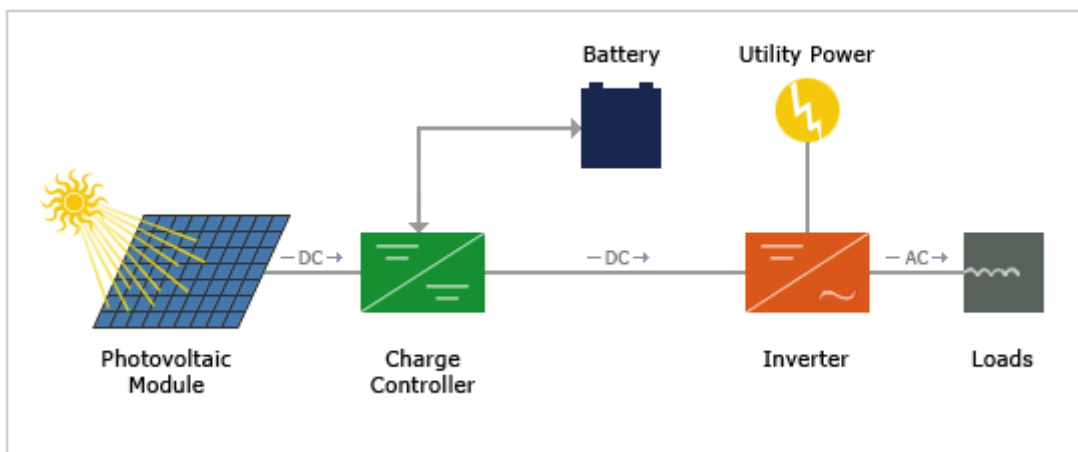 Battery
Utility Power
– DC →
– DC →
– AC →
Photovoltaic
Module
Charge
Controller
Inverter
Loads